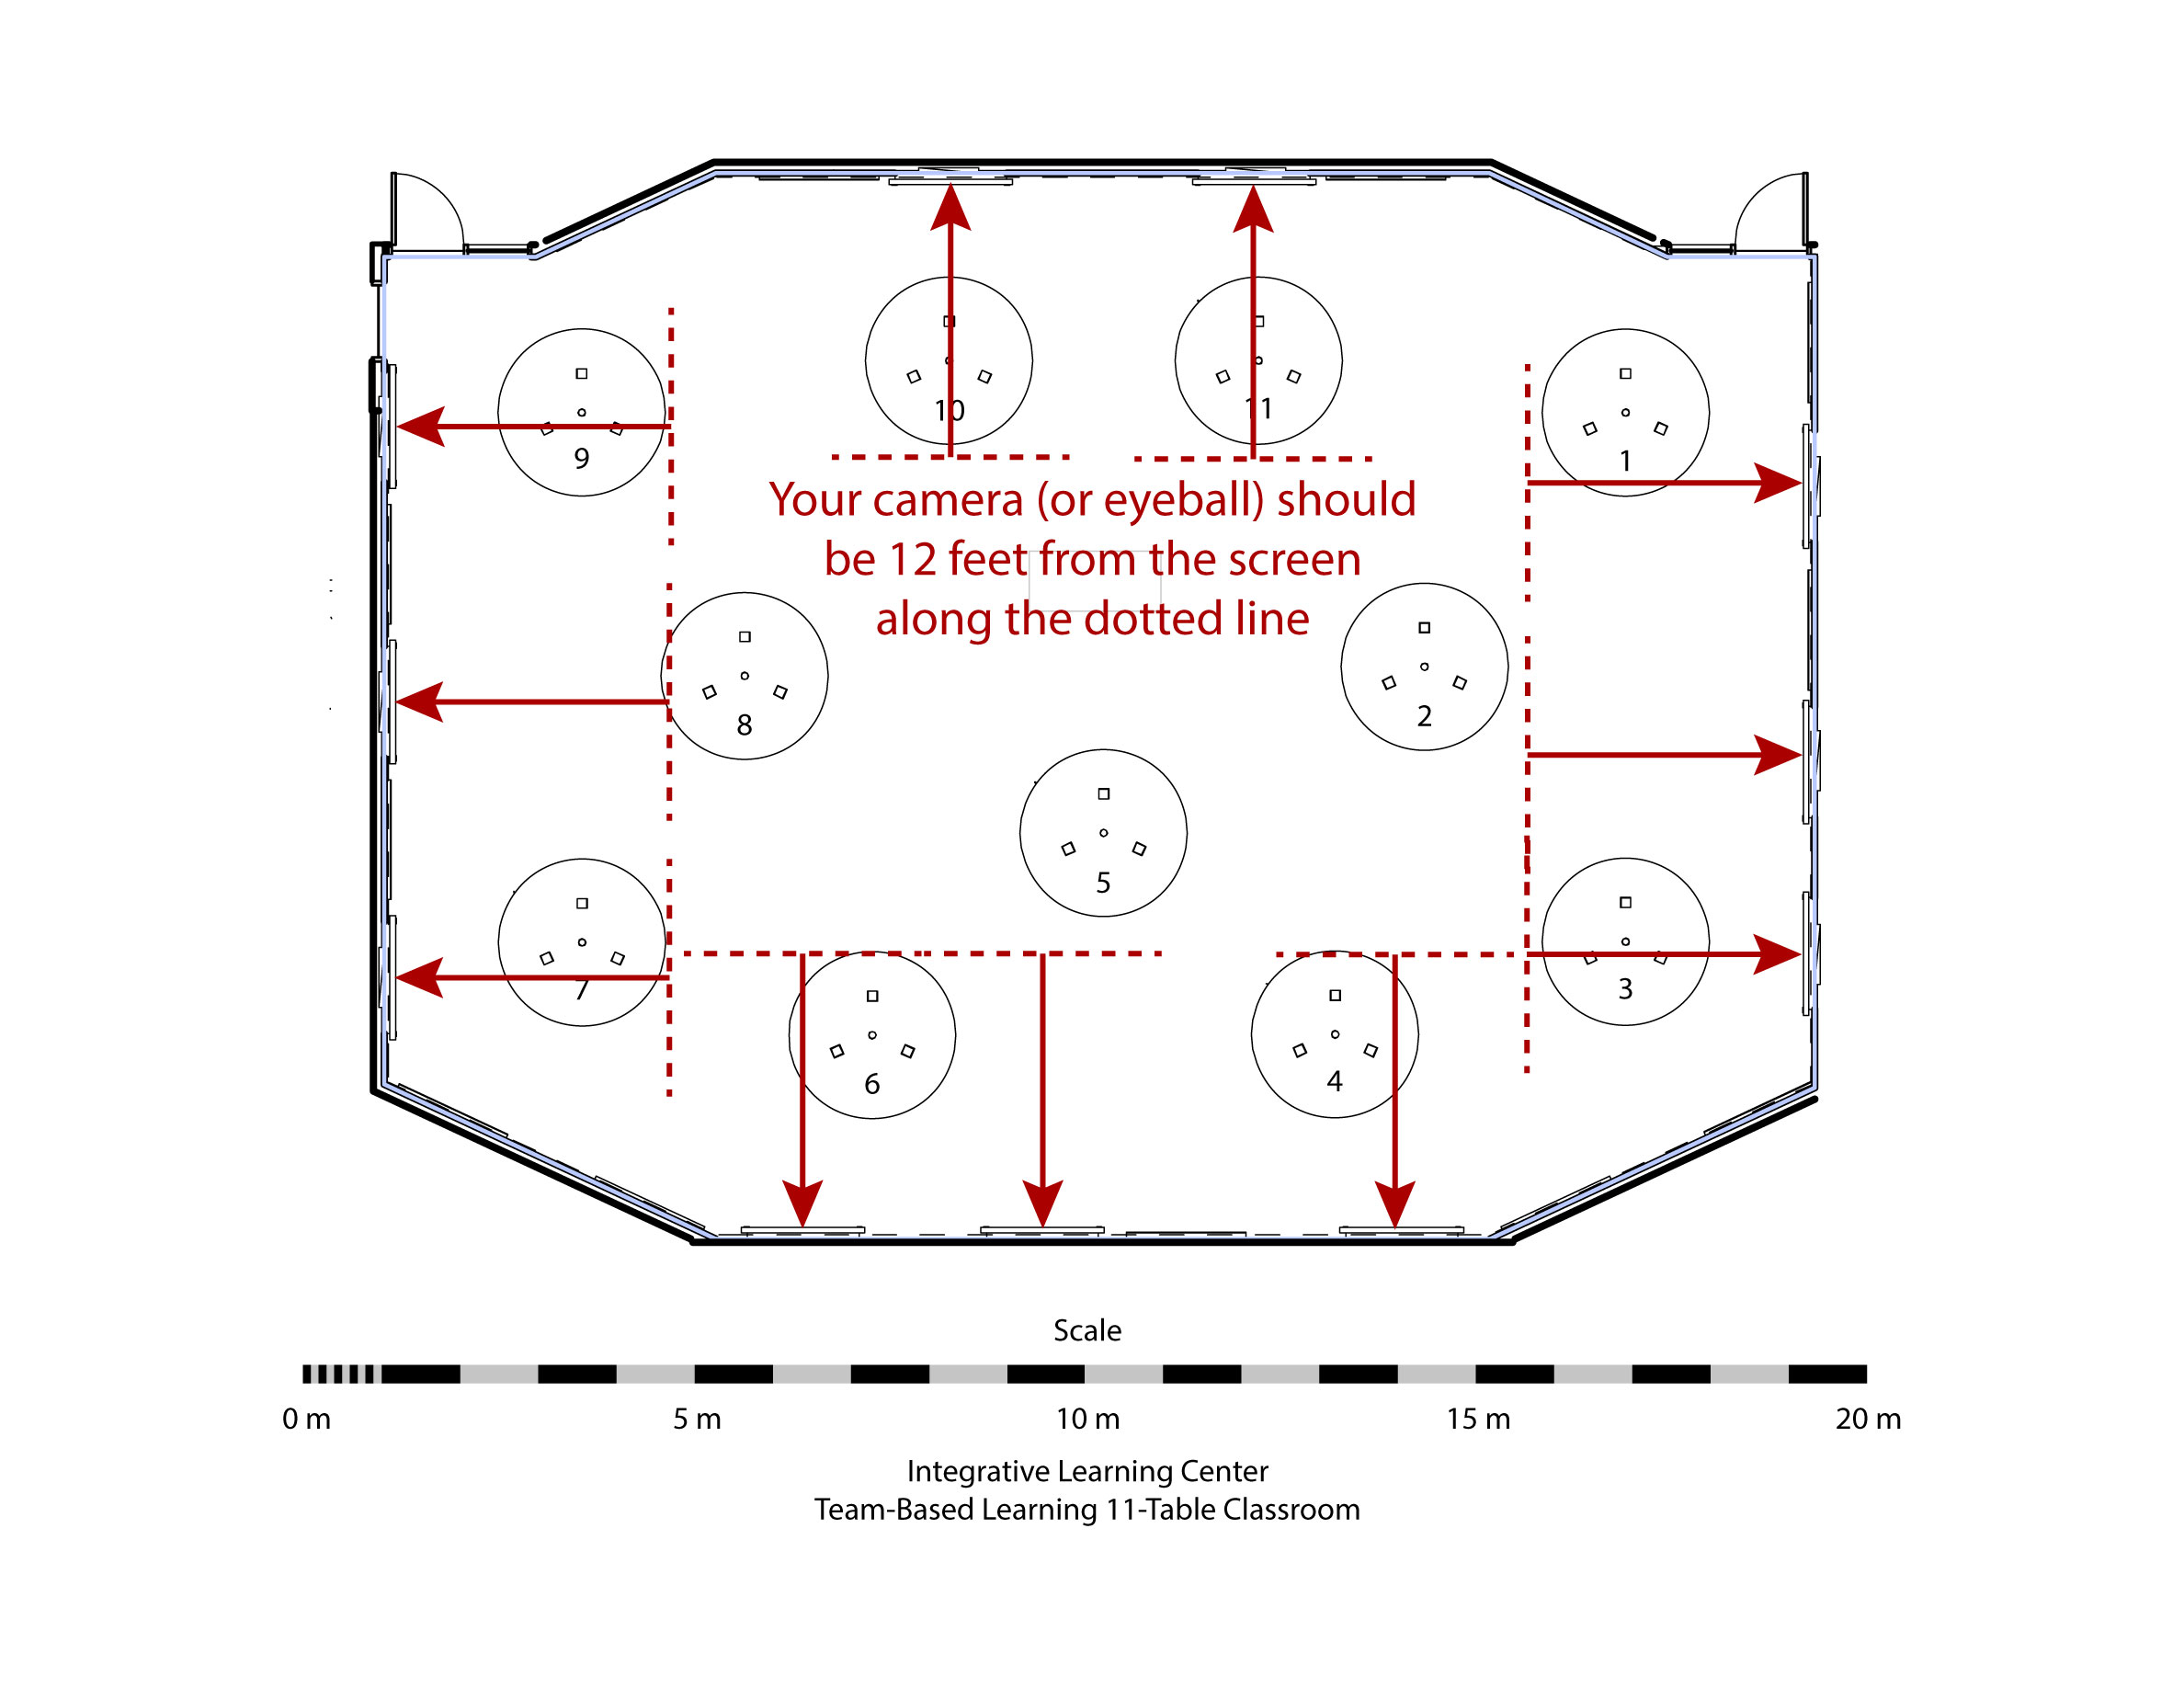 10
11
9
1
Your camera (or eyeball) should
be 12 feet from the screen
along the dotted line
8
2
5
7
3
6
4
Scale
0 m
5 m
10 m
15 m
20 m
Integrative Learning Center
Team-Based Learning 11-Table Classroom